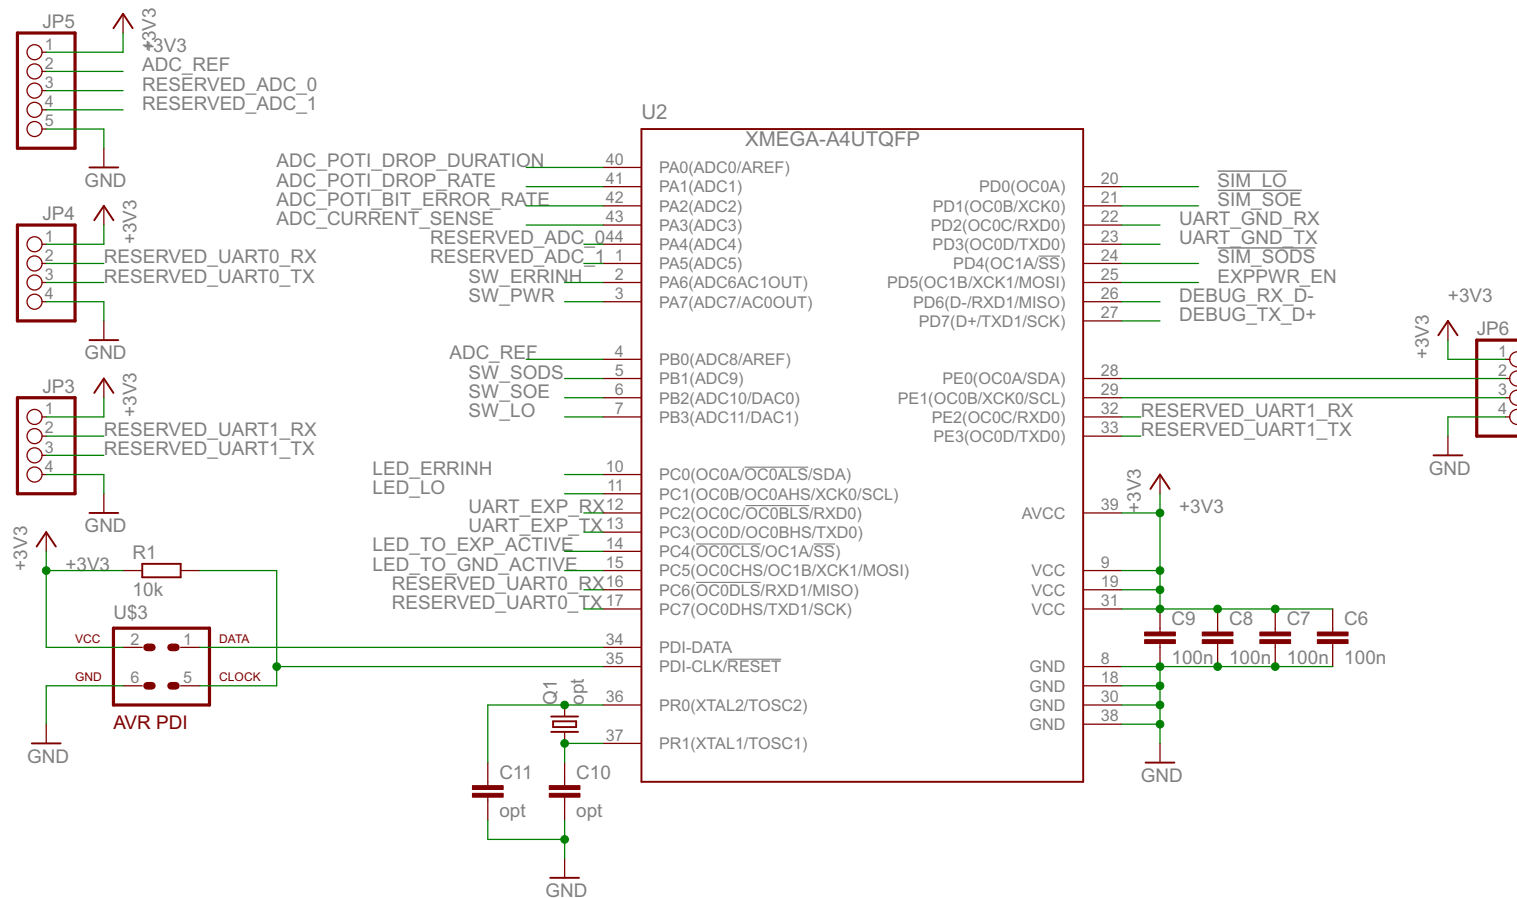 JP5
+3V3
+3V3
1
2
3
4
5
ADC_REF
RESERVED_ADC_0
RESERVED_ADC_1
GND
JP4
+3V3
1
2
3
4
RESERVED_UART0_RX
RESERVED_UART0_TX
GND
JP3
+3V3
1
2
3
4
RESERVED_UART1_RX
RESERVED_UART1_TX
GND
+3V3
+3V3
R1
10k
U$3
VCC 2 1 DATA
GND 6 5 CLOCK
AVR PDI
GND
U2
XMEGA-A4UTQFP
ADC_POTI_DROP_DURATION 40 PA0(ADC0/AREF)
ADC_POTI_DROP_RATE 41 PA1(ADC1)
ADC_POTI_BIT_ERROR_RATE 42 PA2(ADC2)
ADC_CURRENT_SENSE 43 PA3(ADC3)
RESERVED_ADC_0 44 PA4(ADC4)
RESERVED_ADC_1 1 PA5(ADC5)
SW_ERRINH 2 PA6(ADC6AC1OUT)
SW_PWR 3 PA7(ADC7/AC0OUT)
ADC_REF 4 PB0(ADC8/AREF)
SW_SODS 5 PB1(ADC9)
SW_SOE 6 PB2(ADC10/DAC0)
SW_LO 7 PB3(ADC11/DAC1)
LED_ERRINH 10 PC0(OC0A/OC0ALS/SDA)
LED_LO 11 PC1(OC0B/OC0AHS/XCK0/SCL)
UART_EXP_RX 12 PC2(OC0C/OC0BLS/RXD0)
UART_EXP_TX 13 PC3(OC0D/OC0BHS/TXD0)
LED_TO_EXP_ACTIVE 14 PC4(OC0CLS/OC1A/SS)
LED_TO_GND_ACTIVE 15 PC5(OC0CHS/OC1B/XCK1/MOSI)
RESERVED_UART0_RX 16 PC6(OC0DLS/RXD1/MISO)
RESERVED_UART0_TX 17 PC7(OC0DHS/TXD1/SCK)
34 PDI-DATA
35 PDI-CLK/RESET
36 PR0(XTAL2/TOSC2)
37 PR1(XTAL1/TOSC1)
Q1
opt
C11
opt
C10
opt
GND
PD0(OC0A) 20 SIM_LO
PD1(OC0B/XCK0) 21 SIM_SOE
PD2(OC0C/RXD0) 22 UART_GND_RX
PD3(OC0D/TXD0) 23 UART_GND_TX
PD4(OC1A/SS) 24 SIM_SODS
PD5(OC1B/XCK1/MOSI) 25 EXPPWR_EN
PD6(D-/RXD1/MISO) 26 DEBUG_RX_D-
PD7(D+/TXD1/SCK) 27 DEBUG_TX_D+
PE0(OC0A/SDA) 28
PE1(OC0B/XCK0/SCL) 29
PE2(OC0C/RXD0) 32 RESERVED_UART1_RX
PE3(OC0D/TXD0) 33 RESERVED_UART1_TX
+3V3
+3V3
AVCC 39
VCC 9
VCC 19
VCC 31
GND 8
GND 18
GND 30
GND 38
C9 C8 C7 C6
100n 100n 100n 100n
GND
+3V3
+3V3
JP6
1
2
3
4
GND